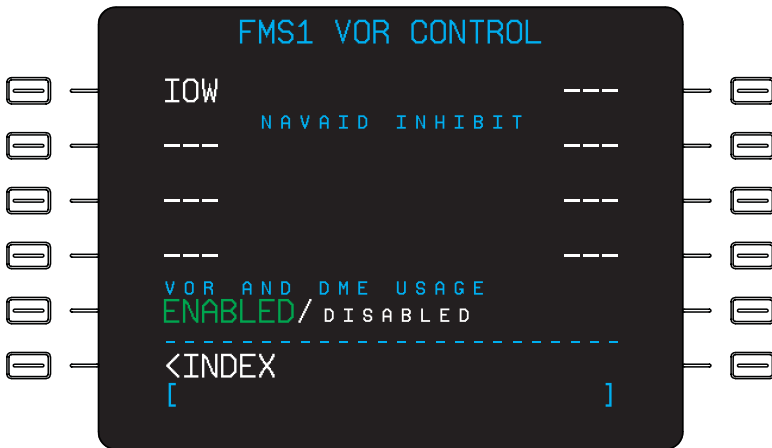 FMS1 VOR CONTROL
IOW ---
NAVAID INHIBIT
--- ---
--- ---
--- ---
VOR AND DME USAGE
ENABLED/DISABLED
----------------------------
<INDEX
[ ]